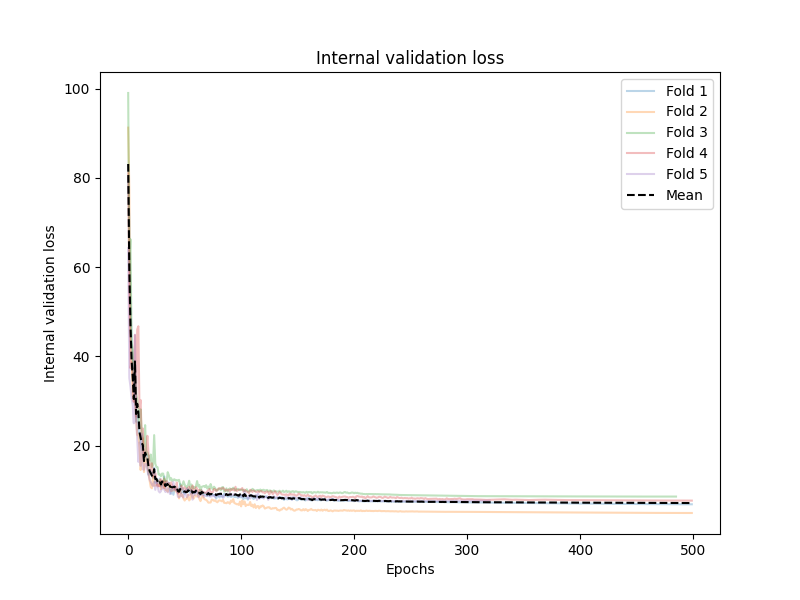 Internal validation loss
100
80
60
40
20
Internal validation loss
0
100
200
300
400
500
Epochs
Fold 1
Fold 2
Fold 3
Fold 4
Fold 5
Mean